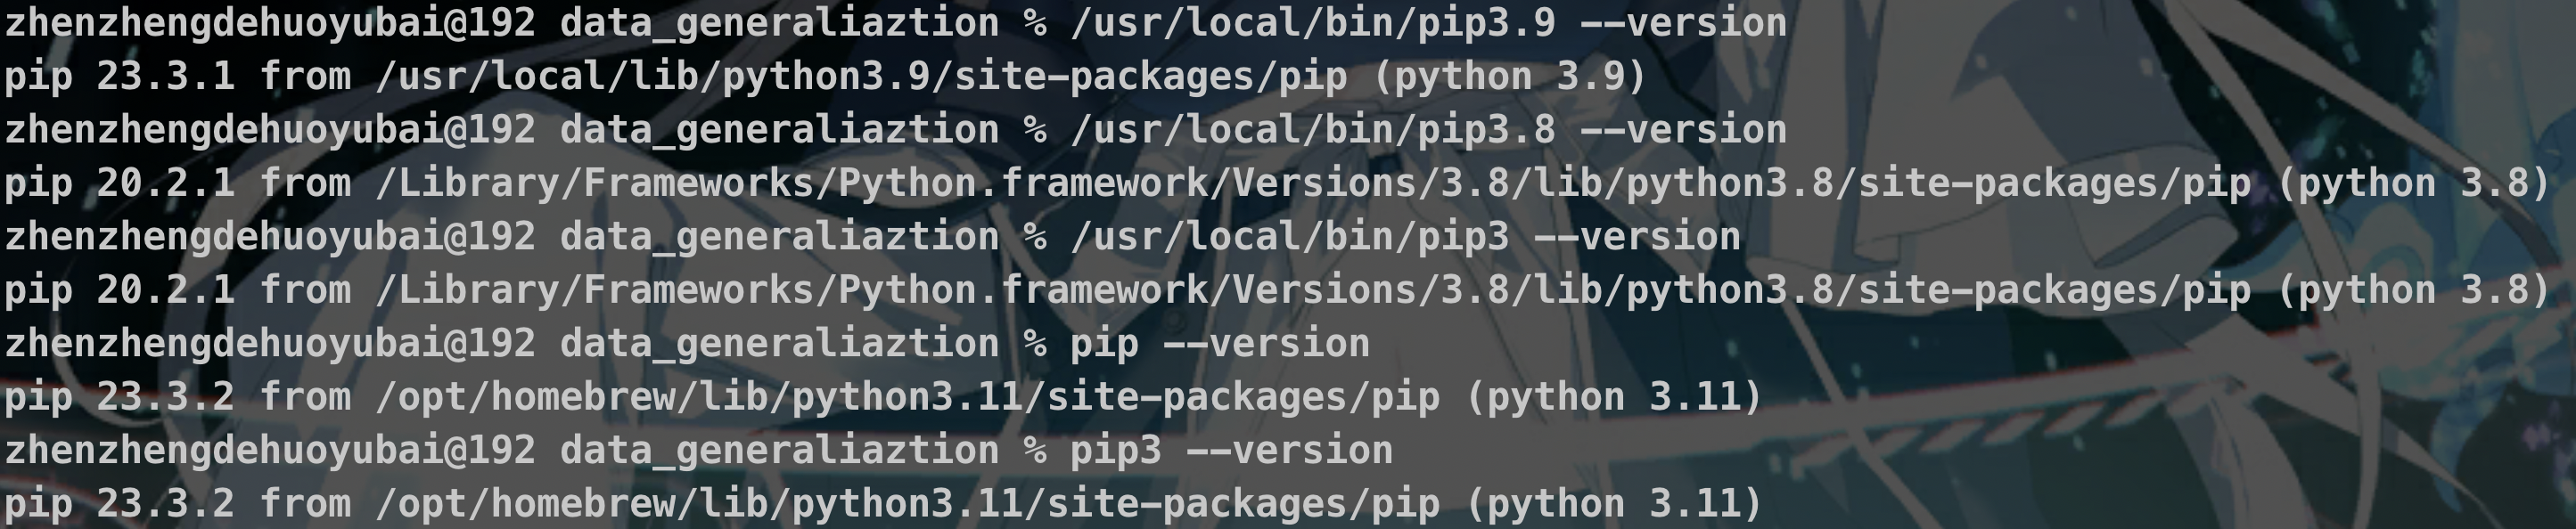 zhenzhengdehuoyubai@192 data_generaliaztion % /usr/local/bin/pip3.9 --version
pip 23.3.1 from /usr/local/lib/python3.9/site-packages/pip (python 3.9)
zhenzhengdehuoyubai@192 data_generaliaztion % /usr/local/bin/pip3.8 --version
pip 20.2.1 from /Library/Frameworks/Python.framework/Versions/3.8/lib/python3.8/site-packages/pip (python 3.8)
zhenzhengdehuoyubai@192 data_generaliaztion % /usr/local/bin/pip3 --version
pip 20.2.1 from /Library/Frameworks/Python.framework/Versions/3.8/lib/python3.8/site-packages/pip (python 3.8)
zhenzhengdehuoyubai@192 data_generaliaztion % pip --version
pip 23.3.2 from /opt/homebrew/lib/python3.11/site-packages/pip (python 3.11)
zhenzhengdehuoyubai@192 data_generaliaztion % pip3 --version
pip 23.3.2 from /opt/homebrew/lib/python3.11/site-packages/pip (python 3.11)